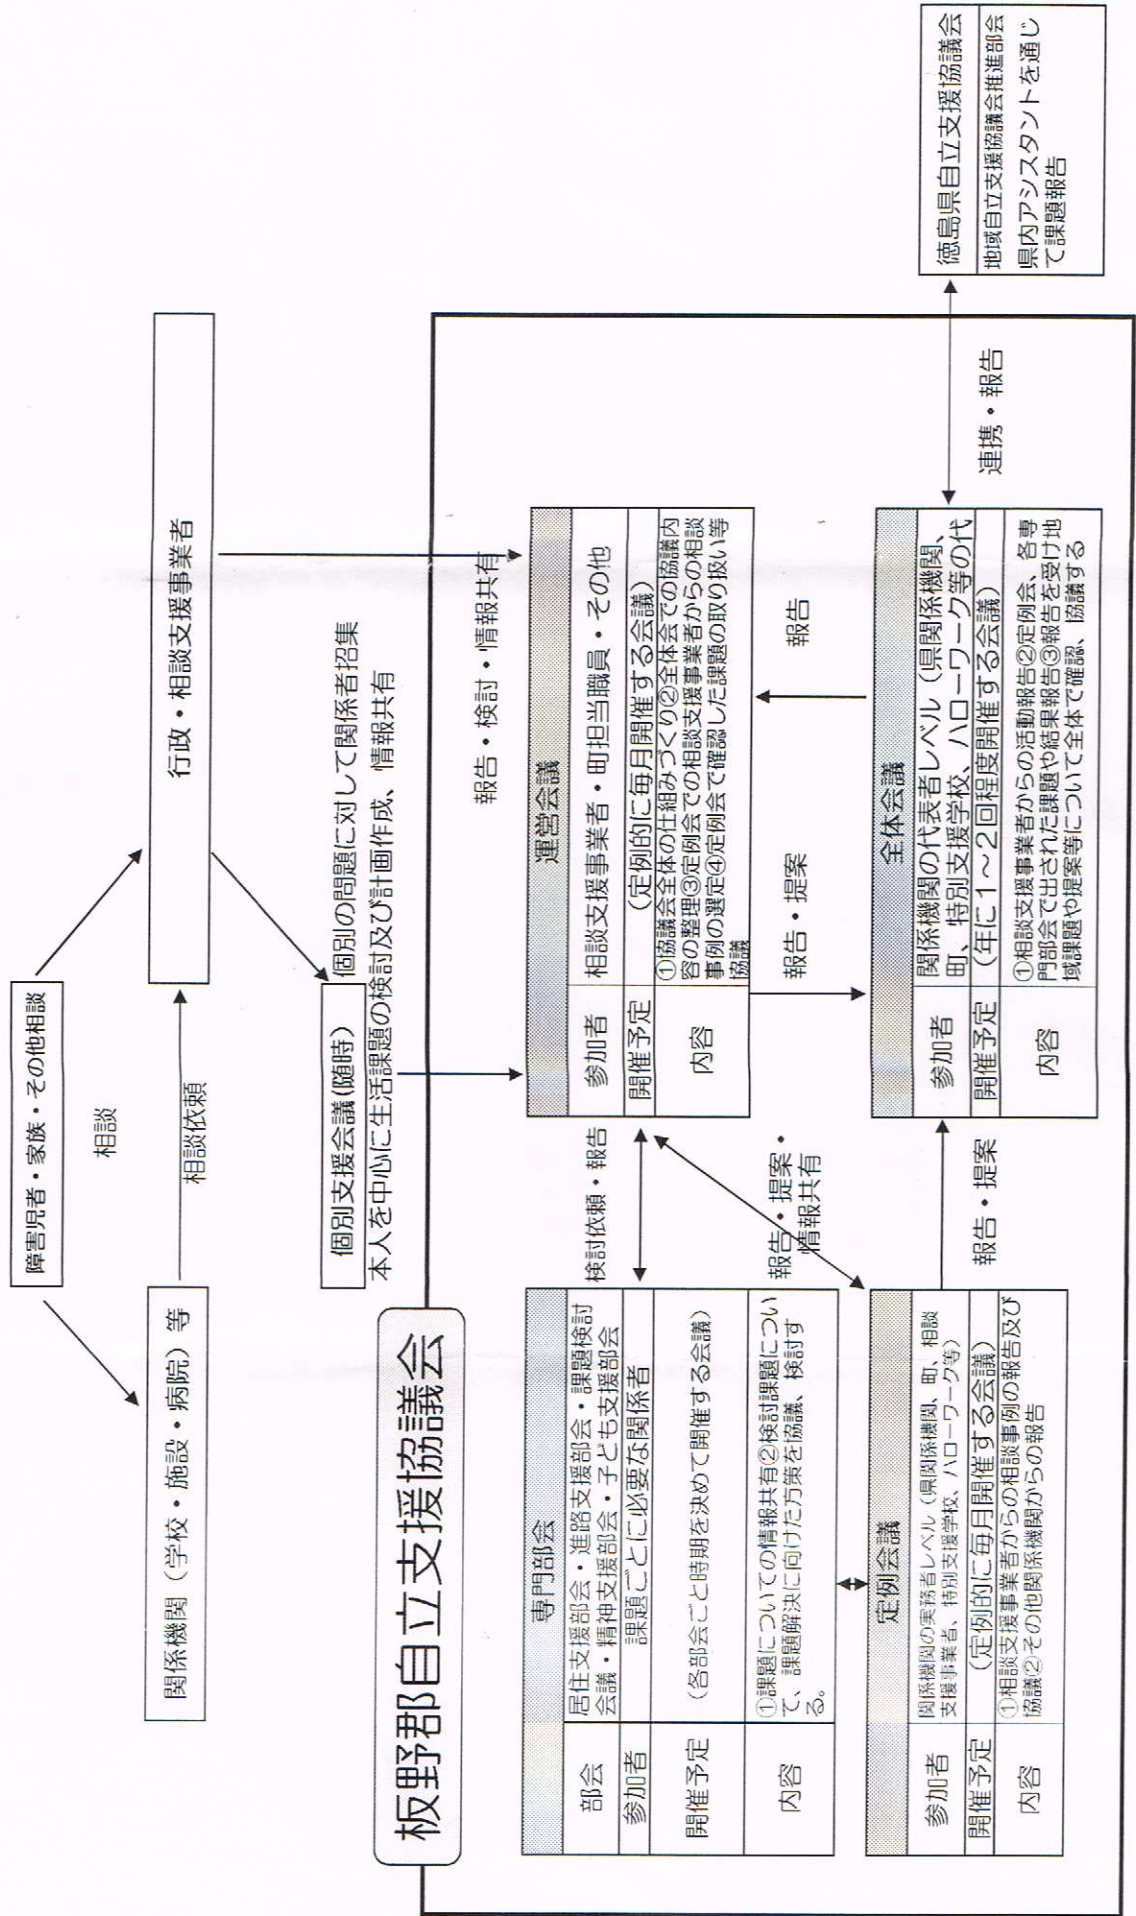 障害児者・家族・その他相談
相談
関係機関（学校・施設・病院）等
相談依頼
行政・相談支援事業者
個別支援会議(随時)
個別の問題に対して関係者招集
本人を中心に生活課題の検討及び計画作成、情報共有
報告・検討・情報共有
板野郡自立支援協議会
専門部会
部会
居住支援部会・進路支援部会・課題検討
会議・精神支援部会・子ども支援部会
参加者
課題ごとに必要な関係者
開催予定
（各部会ごと時期を決めて開催する会議）
内容
①課題についての情報共有②検討課題につい
て、課題解決に向けた方策を協議、検討す
る。
検討依頼・報告
報告・提案・
情報共有
運営会議
参加者
相談支援事業者・町担当職員・その他
開催予定
（定例的に毎月開催する会議）
内容
①協議会全体の仕組みづくり②全体会での協議内
容の整理③定例会での相談支援事業者からの相談
事例の選定④定例会で確認した課題の取り扱い等
協議
報告・提案
報告
定例会議
参加者
関係機関の実務者レベル（県関係機関、町、相談
支援事業者、特別支援学校、ハローワーク等）
開催予定
（定例的に毎月開催する会議）
内容
①相談支援事業者からの相談事例の報告及び
協議②その他関係機関からの報告
報告・提案
全体会議
参加者
関係機関の代表者レベル（県関係機関、
町、特別支援学校、ハローワーク等の代
開催予定
（年に１～２回程度開催する会議）
内容
①相談支援事業者からの活動報告②定例会、各専
門部会で出された課題や結果報告③報告を受け地
域課題や提案等について全体で確認、協議する
連携・報告
徳島県自立支援協議会
地域自立支援協議会推進部会
県内アシスタントを通じ
て課題報告